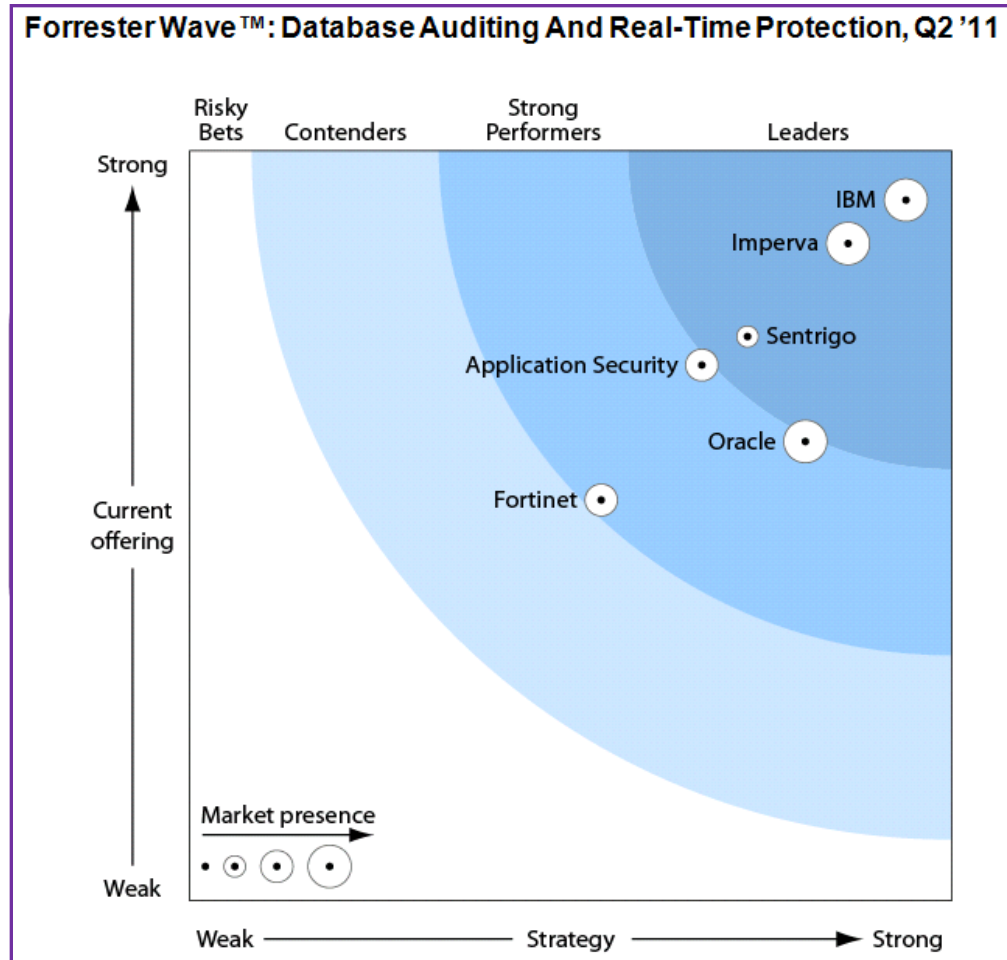 Forrester Wave™: Database Auditing And Real-Time Protection, Q2 ’11
Risky
Bets
Contenders
Strong
Performers
Leaders
Strong
IBM
Imperva
Sentrigo
Application Security
Oracle
Fortinet
Current
offering
Market presence
Weak
Weak
Strategy
Strong